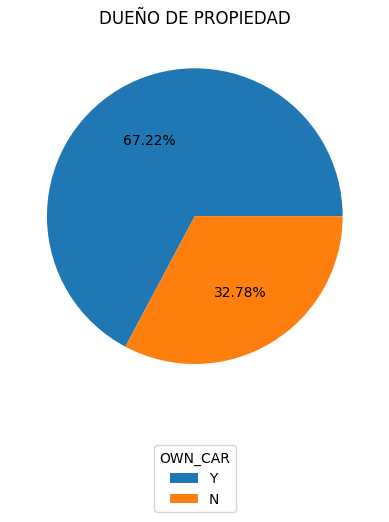 DUEÑO DE PROPIEDAD
67.22%
32.78%
OWN_CAR
Y
N